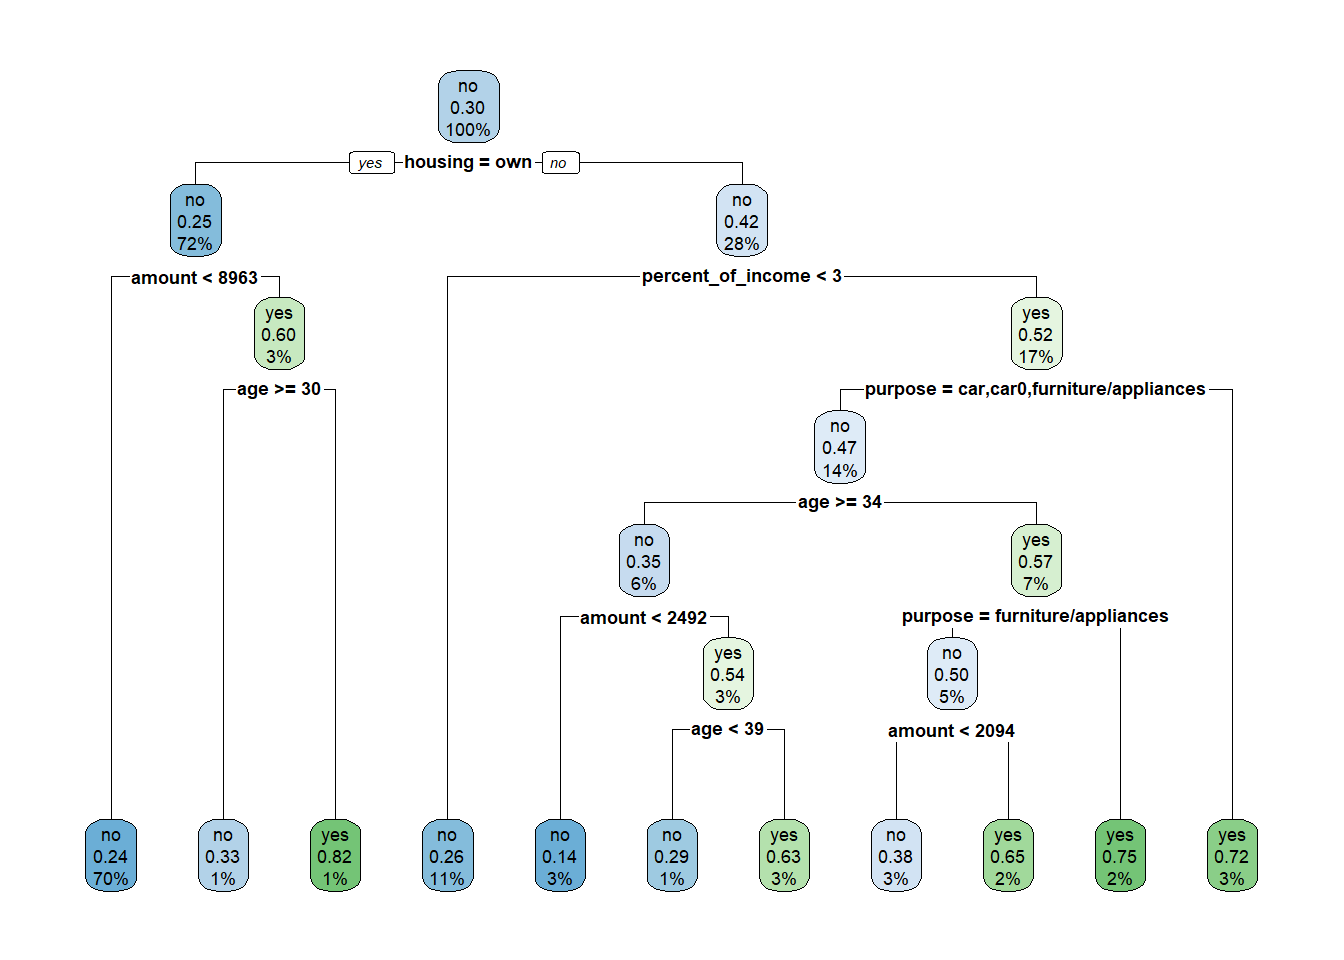 no
0.30
100%
yes housing = own no
no
0.25
72%
no
0.42
28%
amount < 8963
percent_of_income < 3
yes
0.60
3%
yes
0.52
17%
age >= 30
purpose = car,car0,furniture/appliances
no
0.47
14%
age >= 34
no
0.35
6%
yes
0.57
7%
amount < 2492
purpose = furniture/appliances
yes
0.54
3%
no
0.50
5%
age < 39
amount < 2094
no
0.24
70%
no
0.33
1%
yes
0.82
1%
no
0.26
11%
no
0.14
3%
no
0.29
1%
yes
0.63
3%
no
0.38
3%
yes
0.65
2%
yes
0.75
2%
yes
0.72
3%